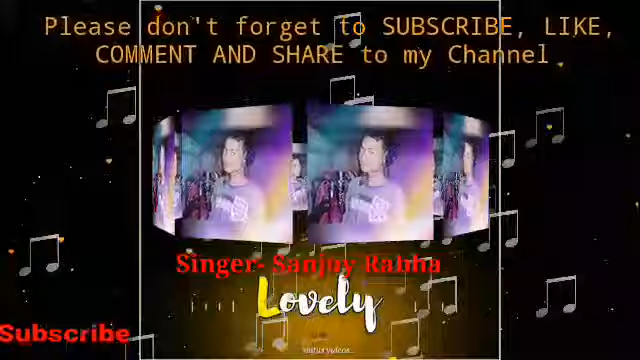 Please don't forget to SUBSCRIBE, LIKE,
COMMENT AND SHARE to my Channel
Singer- Sanjoy Rabha
Lovely
Subscribe